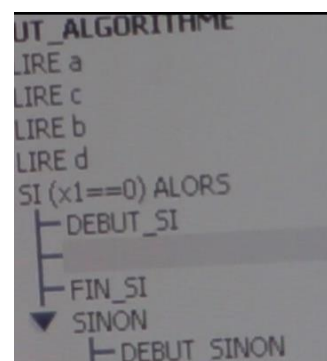 UT_ALGORITHME
LIRE a
LIRE c
LIRE b
LIRE d
SI (x1==0) ALORS
DEBUT_SI
FIN_SI
SINON
DEBUT_SINON